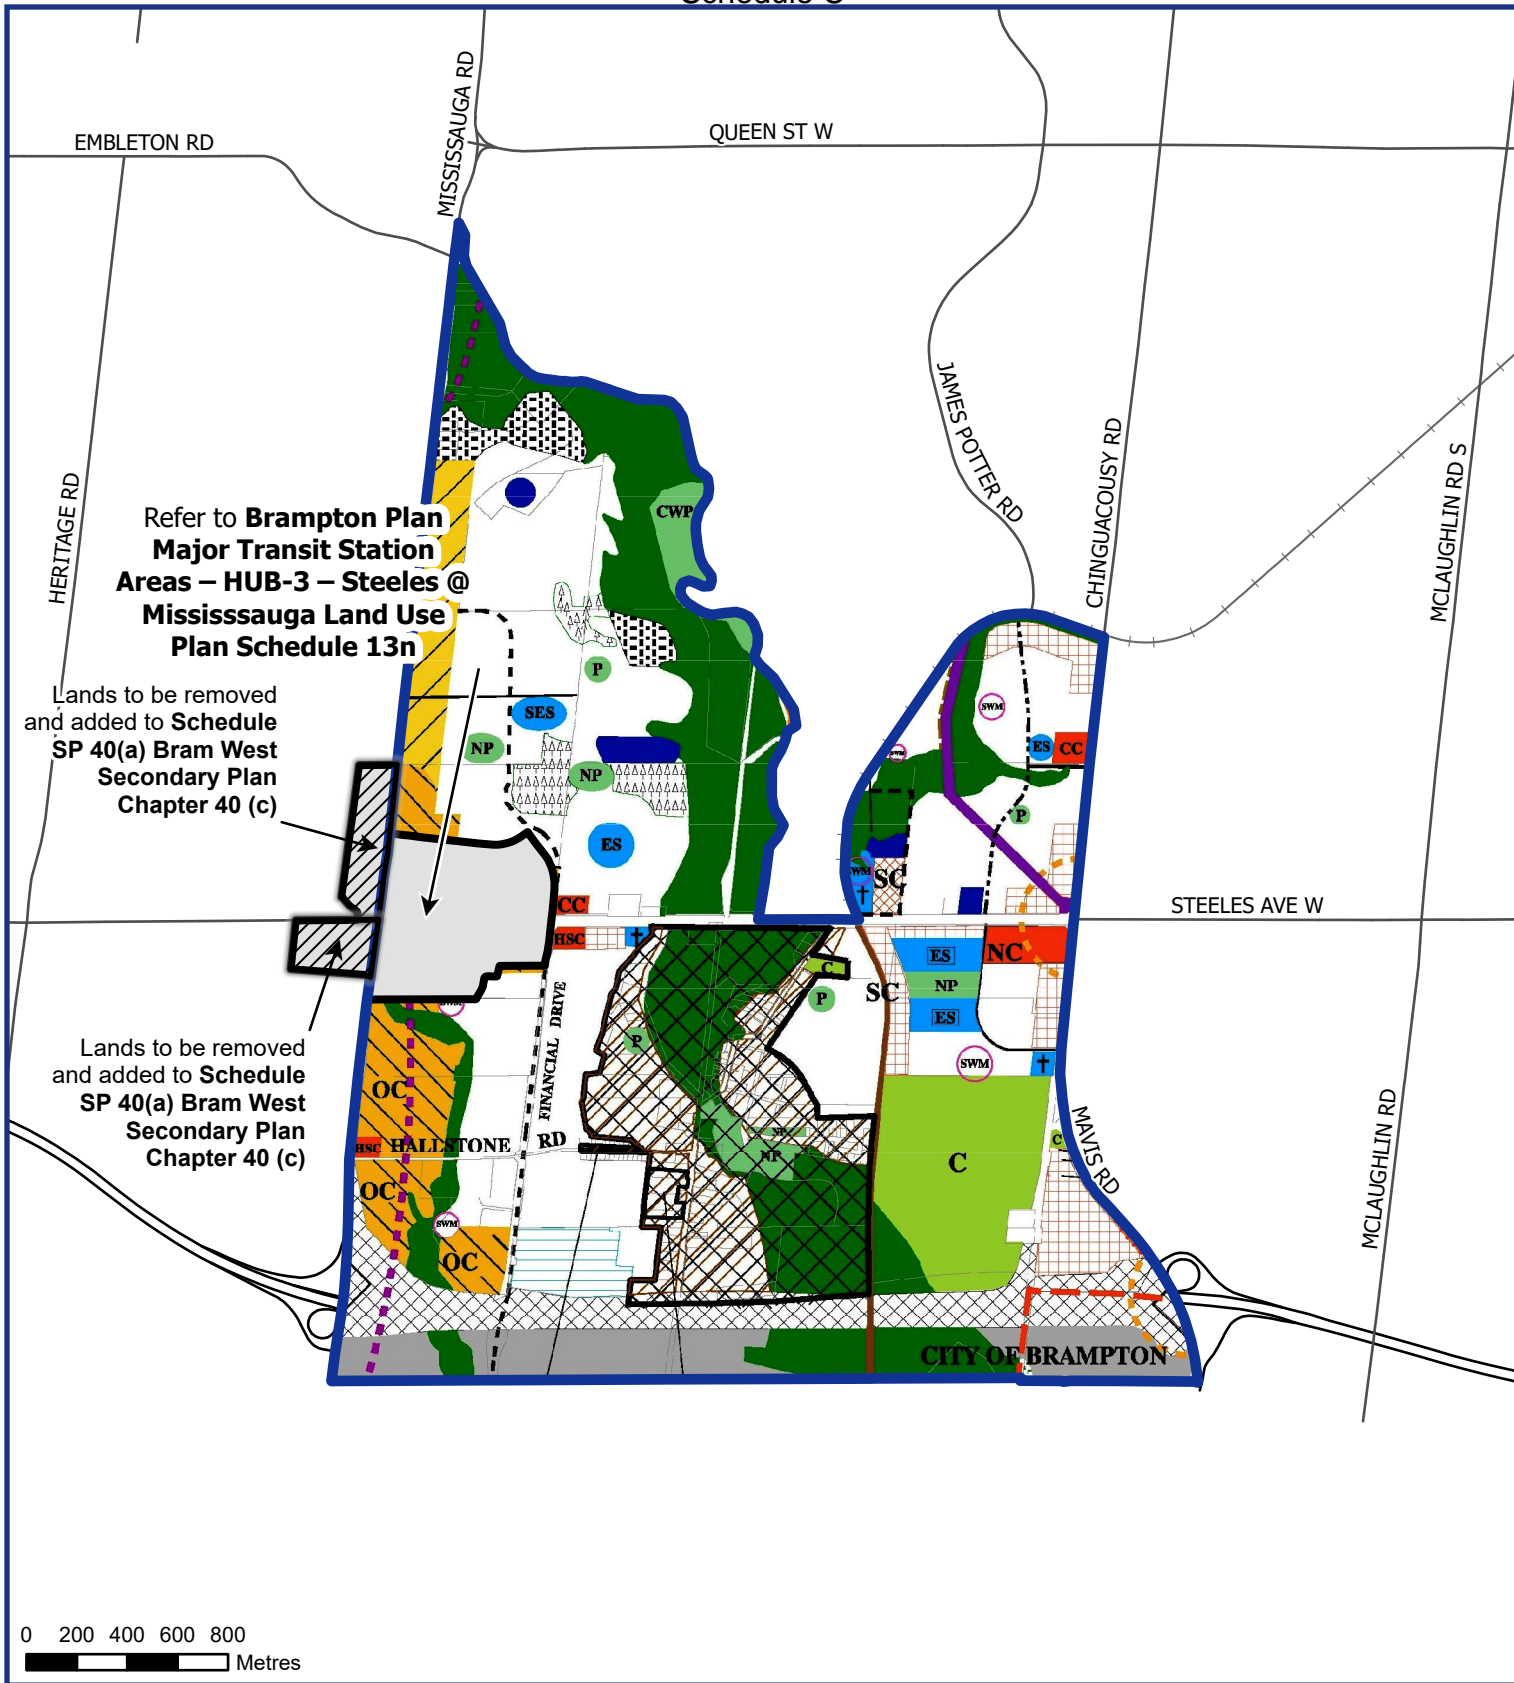 Schedule C
MISSISSAUGA RD
EMBLETON RD
QUEEN ST W
HERITAGE RD
JAMES POTTER RD
CHINGUACOUSY RD
MCLAUGHLIN RD S
Refer to Brampton Plan
Major Transit Station
Areas – HUB-3 – Steeles @
Mississsauga Land Use
Plan Schedule 13n
CWP
P
SES
NP
NP
ES
SWM
SWM
ES
CC
P
Lands to be removed
and added to Schedule
SP 40(a) Bram West
Secondary Plan
Chapter 40 (c)
SWM
SC
CC
STEELES AVE W
HSC
C
P
SC
ES
NC
NP
ES
SWM
SWM
P
FINANCIAL DRIVE
Lands to be removed
and added to Schedule
SP 40(a) Bram West
Secondary Plan
Chapter 40 (c)
OC
HSC
HALLSTONE RD
NP
NP
C
C
MAVIS RD
MCLAUGHLIN RD
OC
SWM
OC
CITY OF BRAMPTON
0 200 400 600 800
Metres